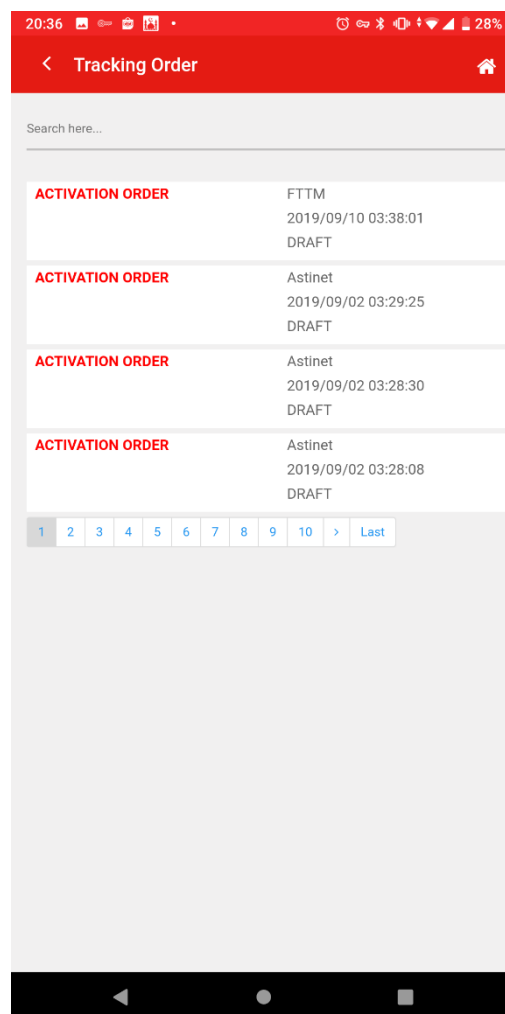 20:36 28%
Tracking Order
Search here...
ACTIVATION ORDER FTTM
2019/09/10 03:38:01
DRAFT
ACTIVATION ORDER Astinet
2019/09/02 03:29:25
DRAFT
ACTIVATION ORDER Astinet
2019/09/02 03:28:30
DRAFT
ACTIVATION ORDER Astinet
2019/09/02 03:28:08
DRAFT
1 2 3 4 5 6 7 8 9 10 > Last